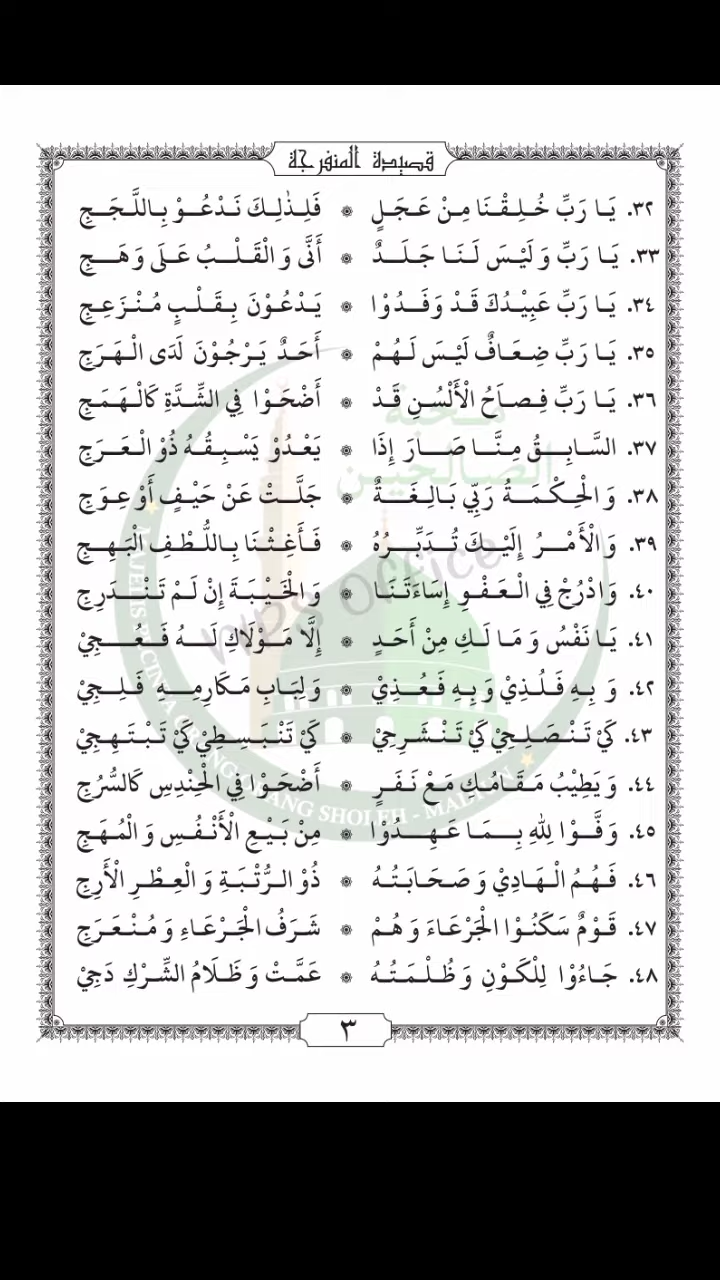 قصيدة المنفرجة
٣٢. يَا رَبِّ خُلِقْنَا مِنْ عَجَلٍ ۞ فَلِذٰلِكَ نَدْعُوْ بِاللَّجَجِ
٣٣. يَا رَبِّ وَلَيْسَ لَنَا جَلَدٌ ۞ أَنَّى وَالْقَلْبُ عَلَى وَهَجِ
٣٤. يَا رَبِّ عَبِيْدُكَ قَدْ وَفَدُوْا ۞ يَدْعُوْنَ بِقَلْبٍ مُنْزَعِجِ
٣٥. يَا رَبِّ ضِعَافٌ لَيْسَ لَهُمْ ۞ أَحَدٌ يَرْجُوْنَ لَدَى الْهَرَجِ
٣٦. يَا رَبِّ فِصَاحُ الْأَلْسُنِ قَدْ ۞ أَضْحَوْا فِي الشِّدَّةِ كَالْهَمَجِ
٣٧. السَّابِقُ مِنَّا صَارَ إِذَا ۞ يَعْدُوْ يَسْبِقُهُ ذُو الْعَرَجِ
٣٨. وَالْحِكْمَةُ رَبِّي بَالِغَةٌ ۞ جَلَّتْ عَنْ حَيْفٍ أَوْ عِوَجِ
٣٩. وَالْأَمْرُ إِلَيْكَ تُدَبِّرُهُ ۞ فَأَغِثْنَا بِاللُّطْفِ الْبَهِجِ
٤٠. وَادْرُجْ فِي الْعَفْوِ إِسَاءَتَنَا ۞ وَالْخَيْبَةَ إِنْ لَمْ تَنْدَرِجِ
٤١. يَا نَفْسُ وَمَا لَكِ مِنْ أَحَدٍ ۞ إِلَّا مَوْلَاكِ لَهُ فَعُجِيْ
٤٢. وَبِهِ فَلُذِيْ وَبِهِ فَعُذِيْ ۞ وَلِبَابِ مَكَارِمِهِ فَلِجِيْ
٤٣. كَيْ تَنْصَلِحِيْ كَيْ تَنْشَرِحِيْ ۞ كَيْ تَنْبَسِطِيْ كَيْ تَبْتَهِجِيْ
٤٤. وَيَطِيْبُ مَقَامُكِ مَعْ نَفَرٍ ۞ أَضْحَوْا فِي الْحِنْدِسِ كَالسُّرُجِ
٤٥. وَفَّوْا لِلهِ بِمَا عَهِدُوْا ۞ مِنْ بَيْعِ الْأَنْفُسِ وَالْمُهَجِ
٤٦. فَهُمُ الْهَادِيْ وَصَحَابَتُهُ ۞ ذُو الرُّتْبَةِ وَالْعِطْرِ الْأَرِجِ
٤٧. قَوْمٌ سَكَنُوْا الْجَرْعَاءَ وَهُمْ ۞ شَرَفُ الْجَرْعَاءِ وَمُنْعَرَجِ
٤٨. جَاءُوْا لِلْكَوْنِ وَظُلْمَتُهُ ۞ عَمَّتْ وَظَلَامُ الشِّرْكِ دَجِيْ
٣